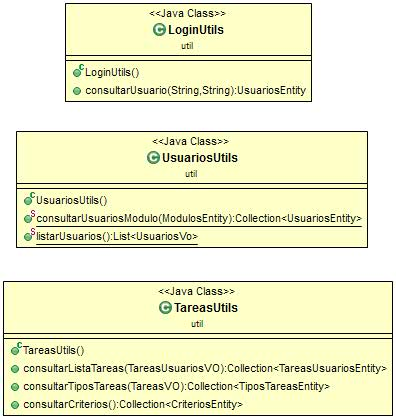 <<Java Class>>
C LoginUtils
util
c LoginUtils()
consultarUsuario(String,String):UsuariosEntity
<<Java Class>>
C UsuariosUtils
util
c UsuariosUtils()
S consultarUsuariosModulo(ModulosEntity):Collection<UsuariosEntity>
S listarUsuarios():List<UsuariosVo>
<<Java Class>>
C TareasUtils
util
c TareasUtils()
consultarListaTareas(TareasUsuariosVO):Collection<TareasUsuariosEntity>
consultarTiposTareas(TareasVO):Collection<TiposTareasEntity>
consultarCriterios():Collection<CriteriosEntity>